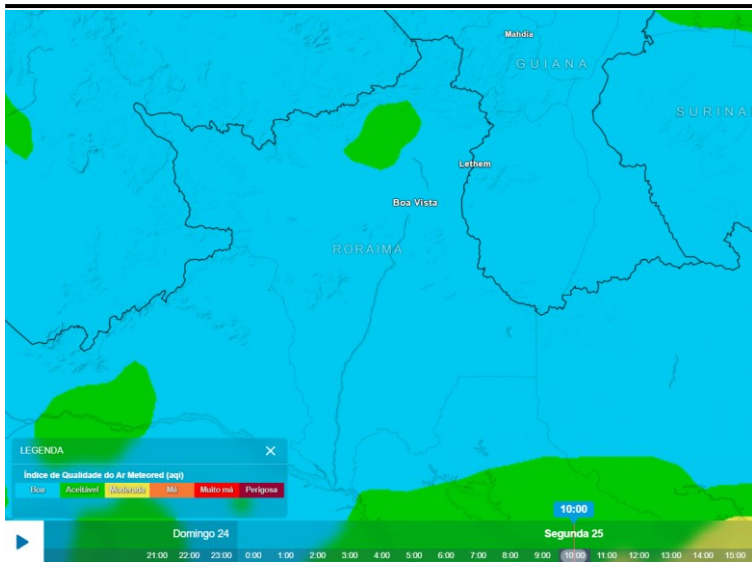 Mahdia
GUIANA
SURINA
Lethem
Boa Vista
RORAIMA
LEGENDA
Índice de Qualidade do Ar Meteored (aqi)
Boa Aceitável Moderada Má Muito má Perigosa
10:00
Domingo 24 Segunda 25
21:00 22:00 23:00 0:00 1:00 2:00 3:00 4:00 5:00 6:00 7:00 8:00 9:00 10:00 11:00 12:00 13:00 14:00 15:00